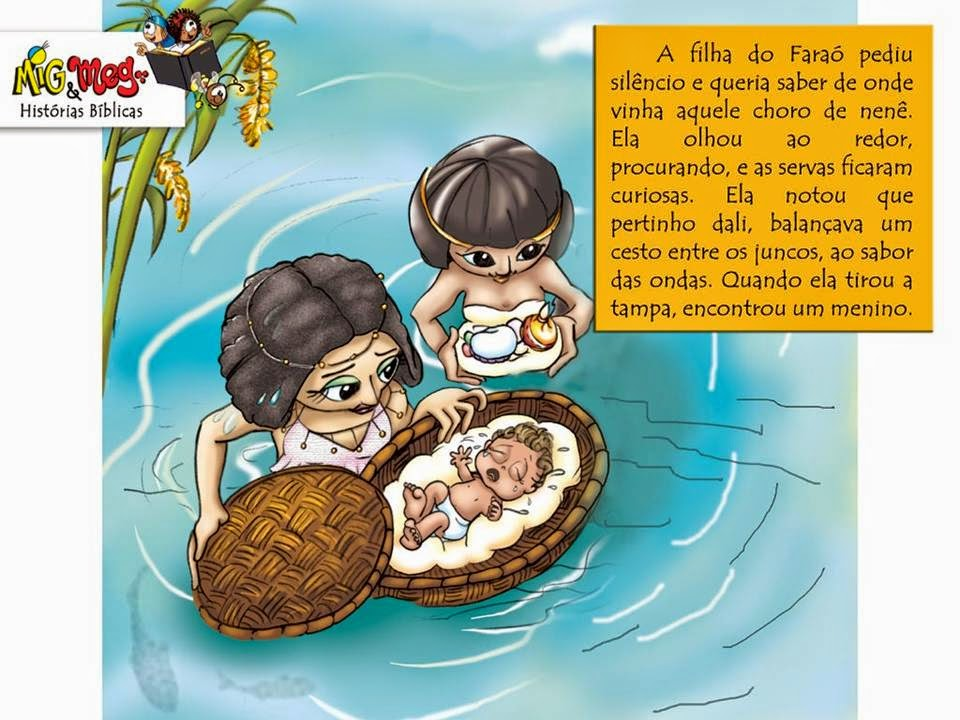 MIG & Meg..
Histórias Bíblicas
A filha do Faraó pediu
silêncio e queria saber de onde
vinha aquele choro de nenê.
Ela olhou ao redor,
procurando, e as servas ficaram
curiosas. Ela notou que
pertinho dali, balançava um
cesto entre os juncos, ao sabor
das ondas. Quando ela tirou a
tampa, encontrou um menino.